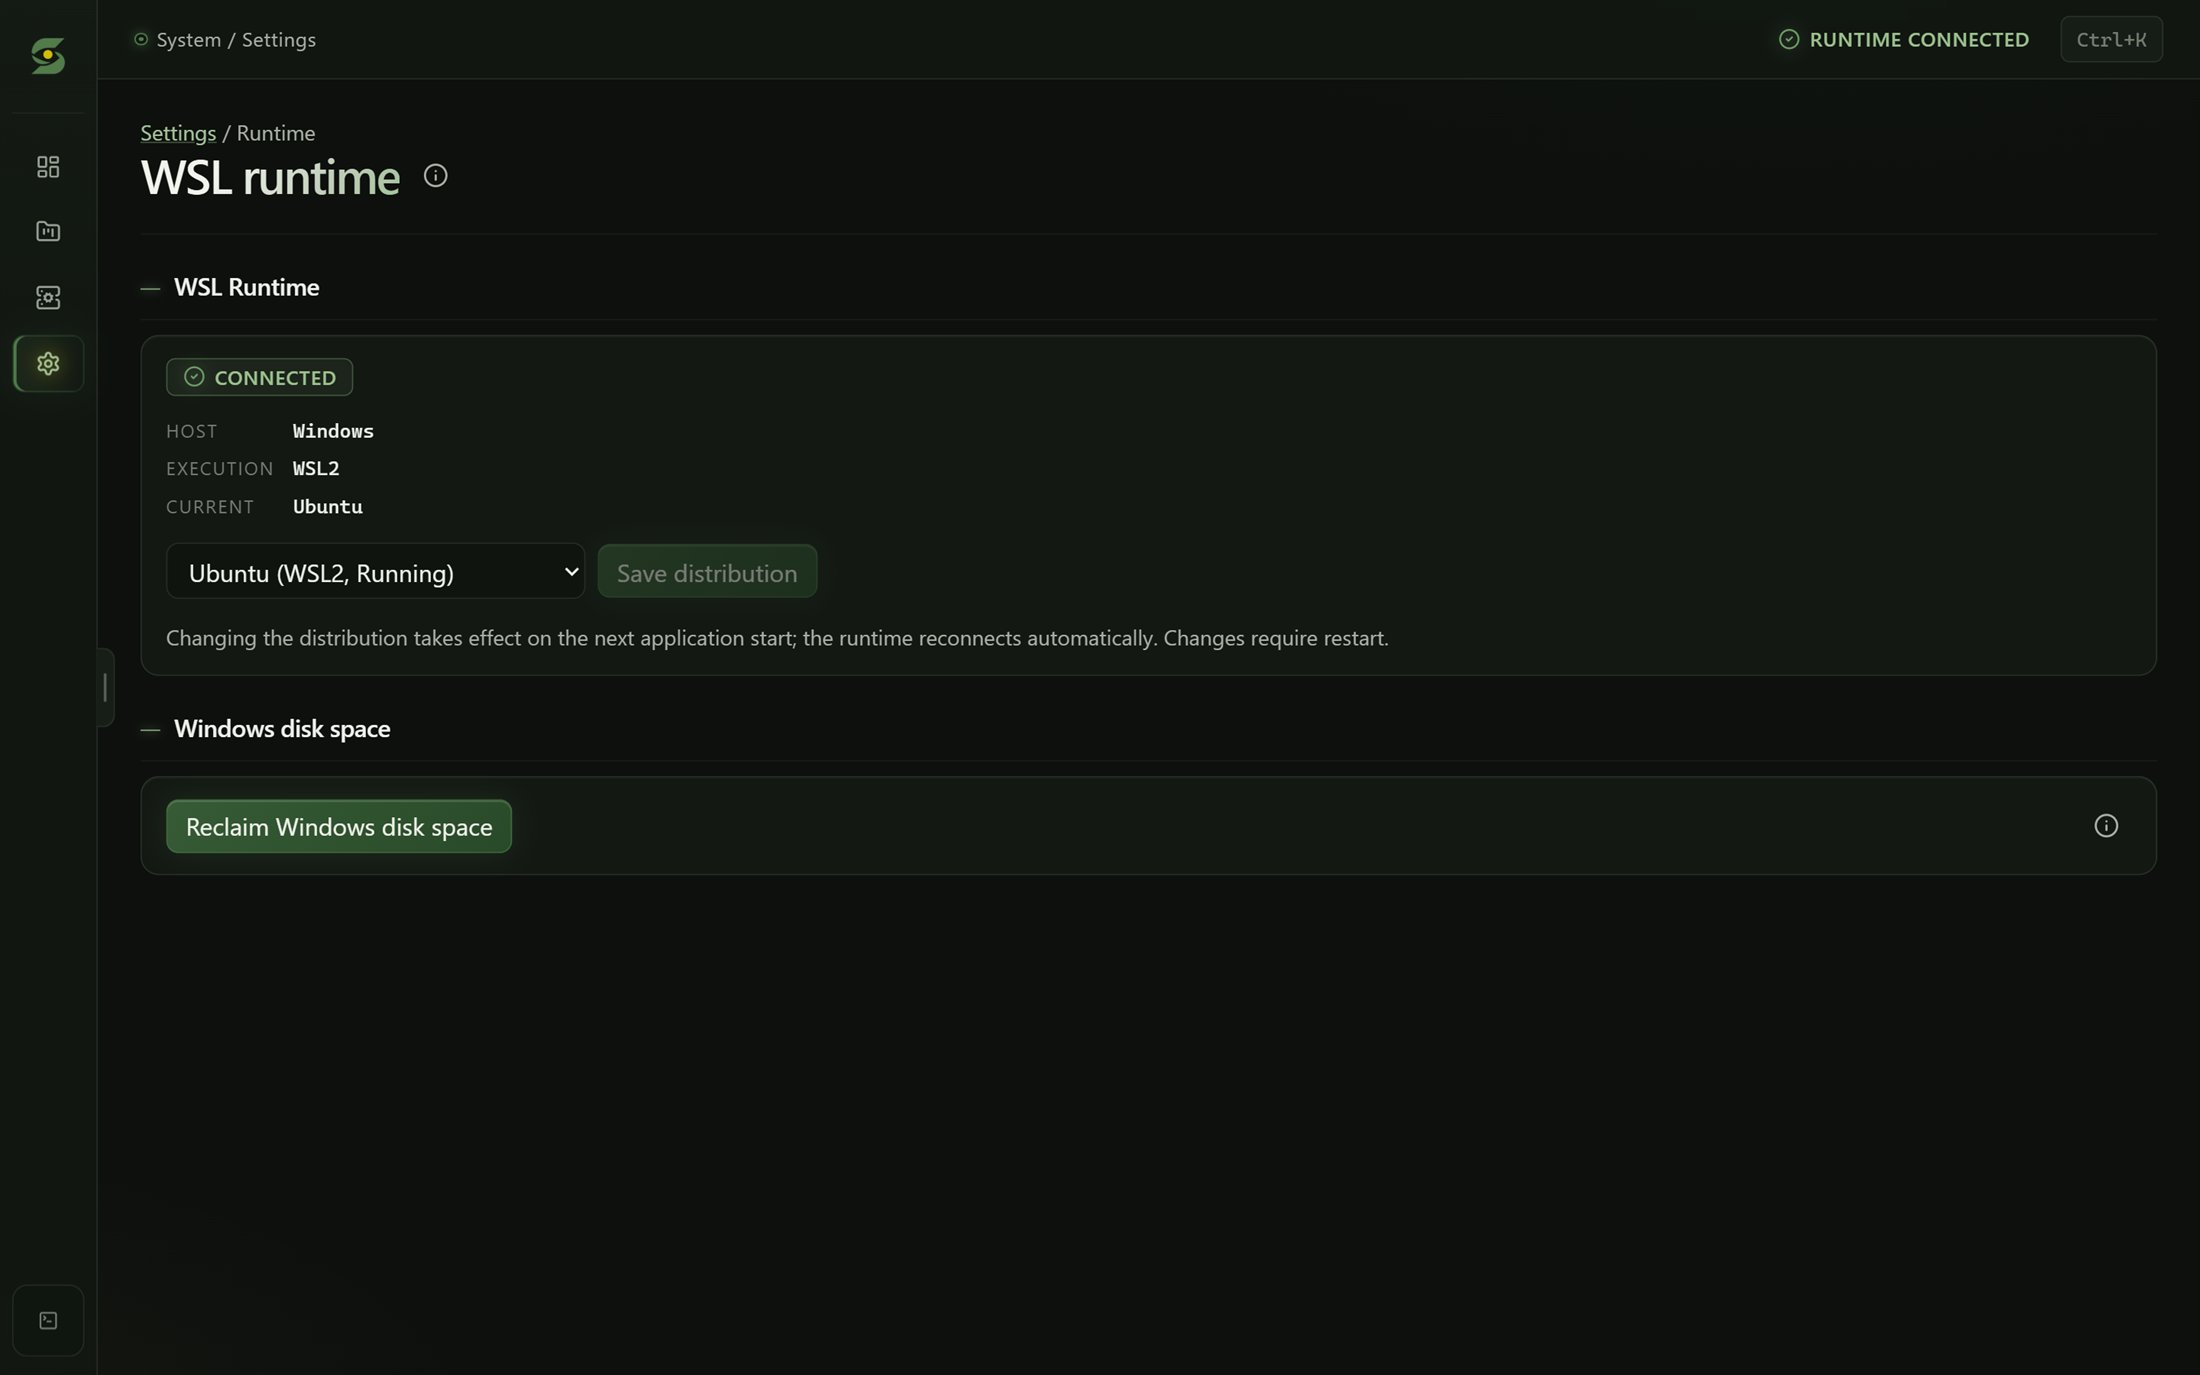 System / Settings
RUNTIME CONNECTED
Ctrl+K
Settings / Runtime
WSL runtime
WSL Runtime
CONNECTED
HOST Windows
EXECUTION WSL2
CURRENT Ubuntu
Ubuntu (WSL2, Running)
Save distribution
Changing the distribution takes effect on the next application start; the runtime reconnects automatically. Changes require restart.
Windows disk space
Reclaim Windows disk space